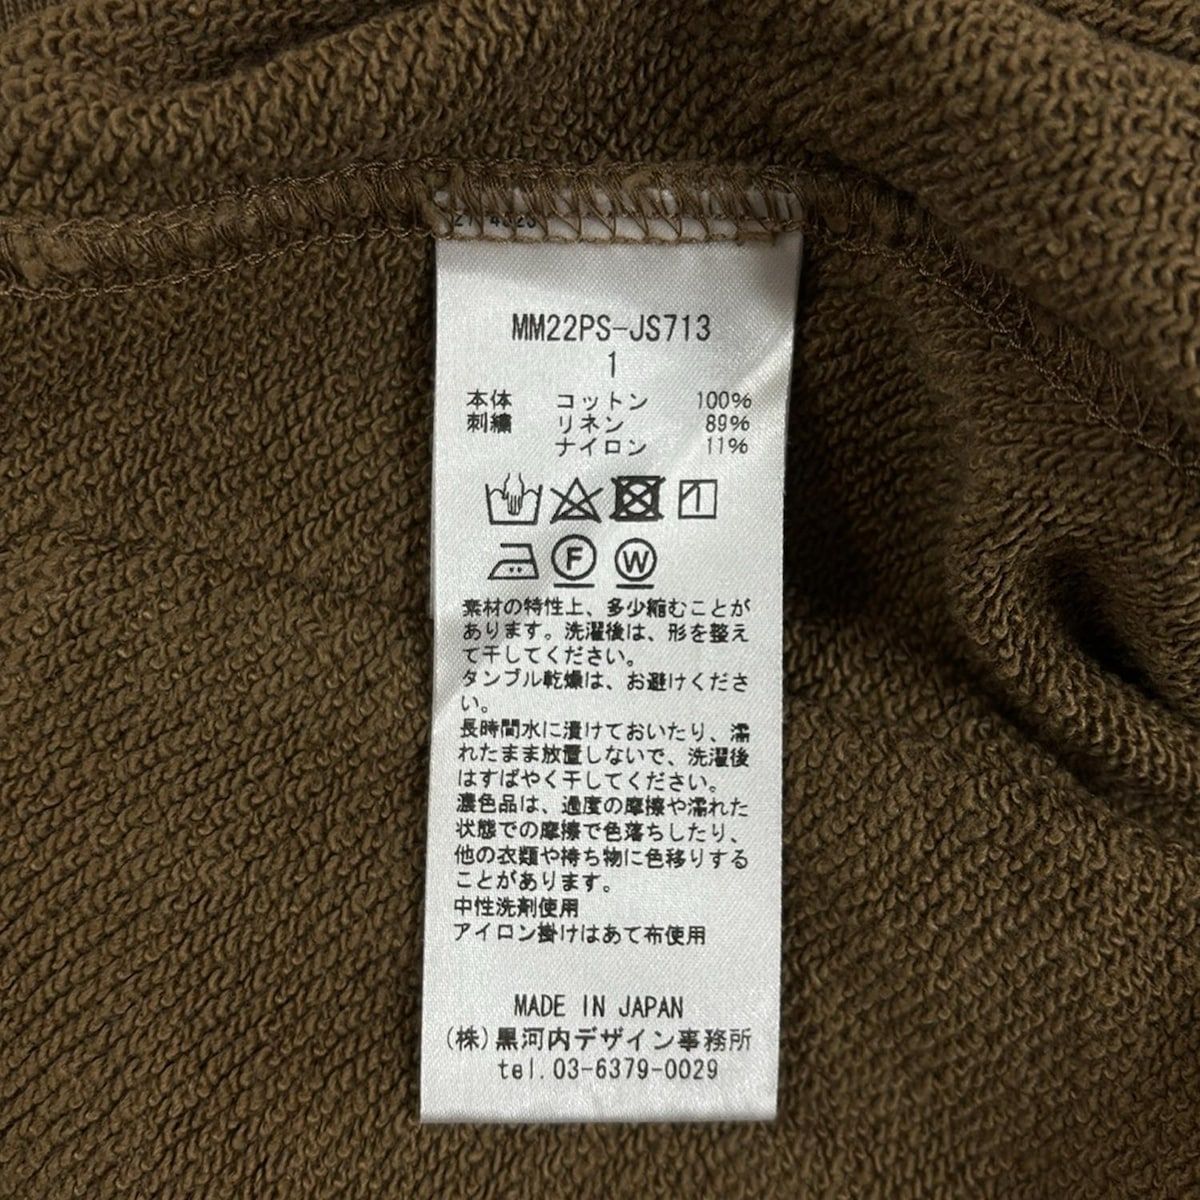 MM22PS-JS713
1
本体 コットン 100%
刺繍 リネン 89%
ナイロン 11%
F W
素材の特性上、多少縮むことが
あります。洗濯後は、形を整え
て干してください。
タンブル乾燥は、お避けくださ
い。
長時間水に漬けておいたり、濡
れたまま放置しないで、洗濯後
はすばやく干してください。
濃色品は、過度の摩擦や濡れた
状態での摩擦で色落ちしたり、
他の衣類や持ち物に色移りする
ことがあります。
中性洗剤使用
アイロン掛けはあて布使用
MADE IN JAPAN
(株)黒河内デザイン事務所
tel.03-6379-0029